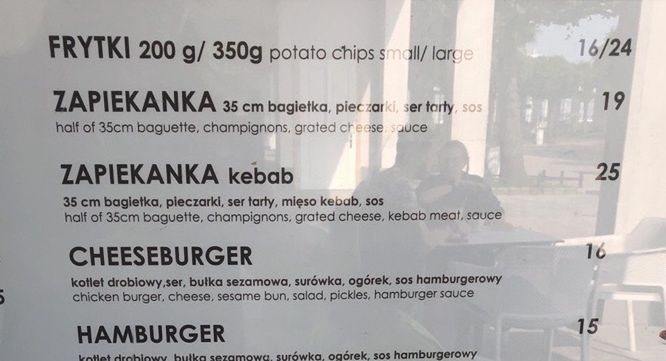 FRYTKI 200 g/ 350g potato chips small/ large 16/24
ZAPIEKANKA 35 cm bagietka, pieczarki, ser tarty, sos 19
half of 35cm baguette, champignons, grated cheese, sauce
ZAPIEKANKA kebab 25
35 cm bagietka, pieczarki, ser tarty, mięso kebab, sos
half of 35cm baguette, champignons, grated cheese, kebab meat, sauce
CHEESEBURGER 16
kotlet drobiowy,ser, bułka sezamowa, surówka, ogórek, sos hamburgerowy
chicken burger, cheese, sesame bun, salad, pickles, hamburger sauce
5
HAMBURGER 15
kotlet drobiowy, bułka sezamowa, surówka, ogórek, sos hamburgerowy